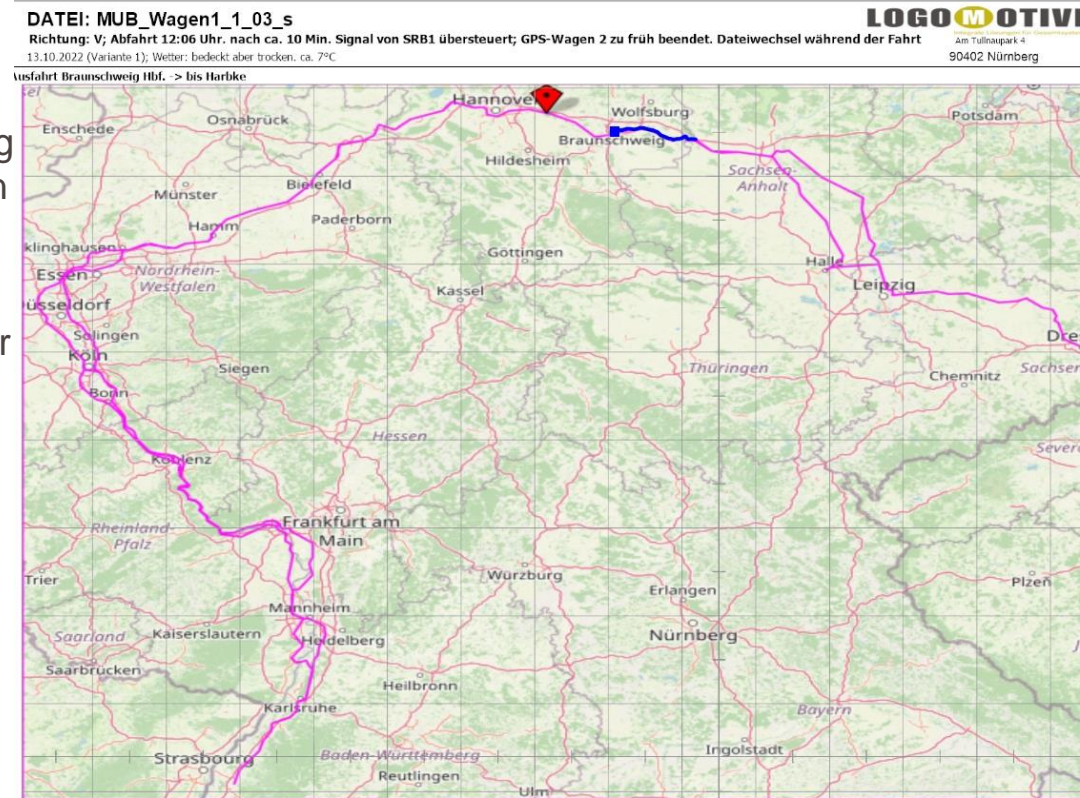 DATEI: MUB_Wagen1_1_03_s
LOGOMOTIVE
Richtung: V; Abfahrt 12:06 Uhr. nach ca. 10 Min. Signal von SRB1 übersteuert; GPS-Wagen 2 zu früh beendet. Dateiwechsel während der Fahrt
Am Tullnaupark 4
13.10.2022 (Variante 1); Wetter: bedeckt aber trocken. ca. 7°C
90402 Nürnberg
Ausfahrt Braunschweig Hbf. -> bis Harbke
g
n
r
Hannover
Wolfsburg
Potsdam
Enschede
Osnabrück
Braunschweig
Hildesheim
Sachsen-
Anhalt
Münster
Bielefeld
Paderborn
Hamm
klinghausen
Göttingen
Halle
Essen
Nordrhein-
Westfalen
Kassel
Leipzig
Düsseldorf
Solingen
Dre
Köln
Siegen
Thüringen
Chemnitz
Sachsen
Bonn
Hessen
Koblenz
Severo
Rheinland-
Pfalz
Frankfurt am
Main
Trier
Würzburg
Erlangen
Plzeň
Mannheim
Saarland
Kaiserslautern
Heidelberg
Nürnberg
Saarbrücken
Heilbronn
Karlsruhe
Bayern
Strasbourg
Baden-Württemberg
Ingolstadt
Reutlingen
Ulm